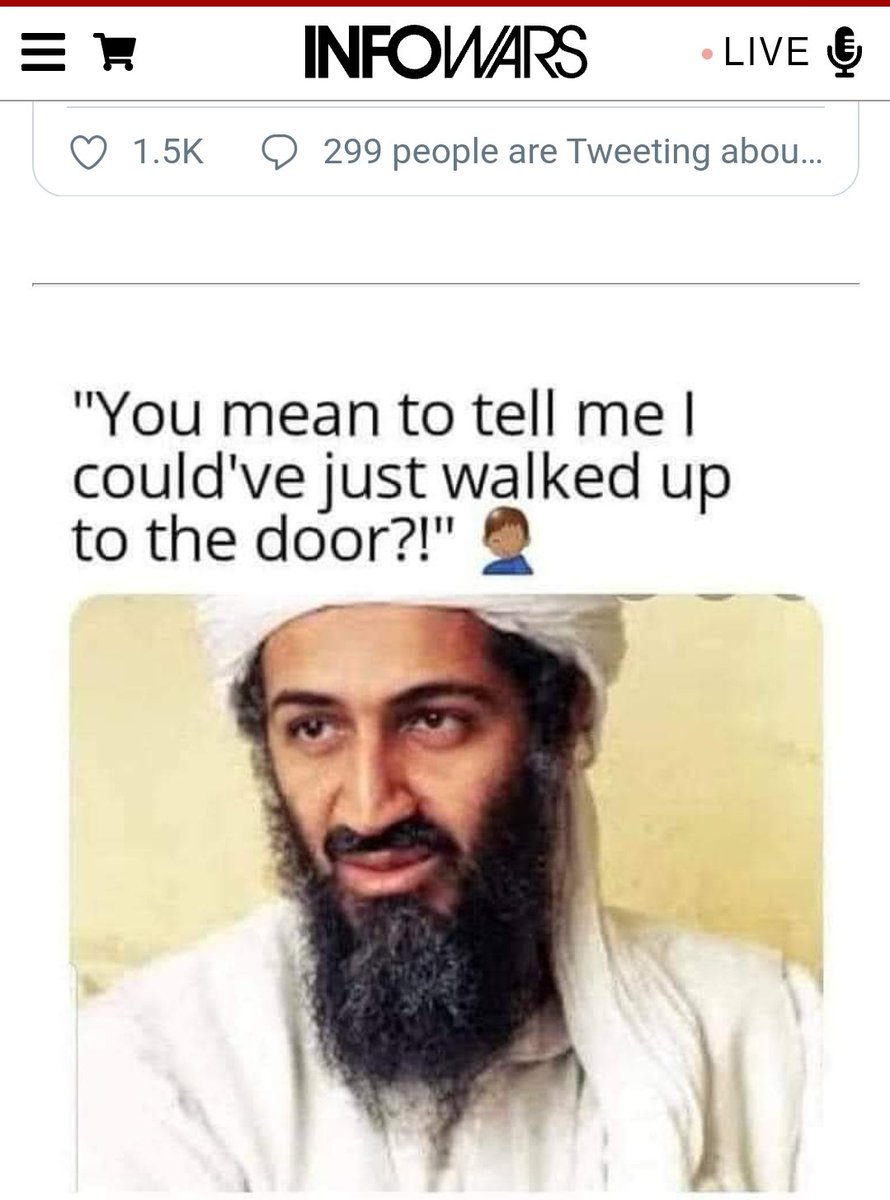 INFOWARS
LIVE
1.5K
299 people are Tweeting abou...
"You mean to tell me I
could've just walked up
to the door?!"